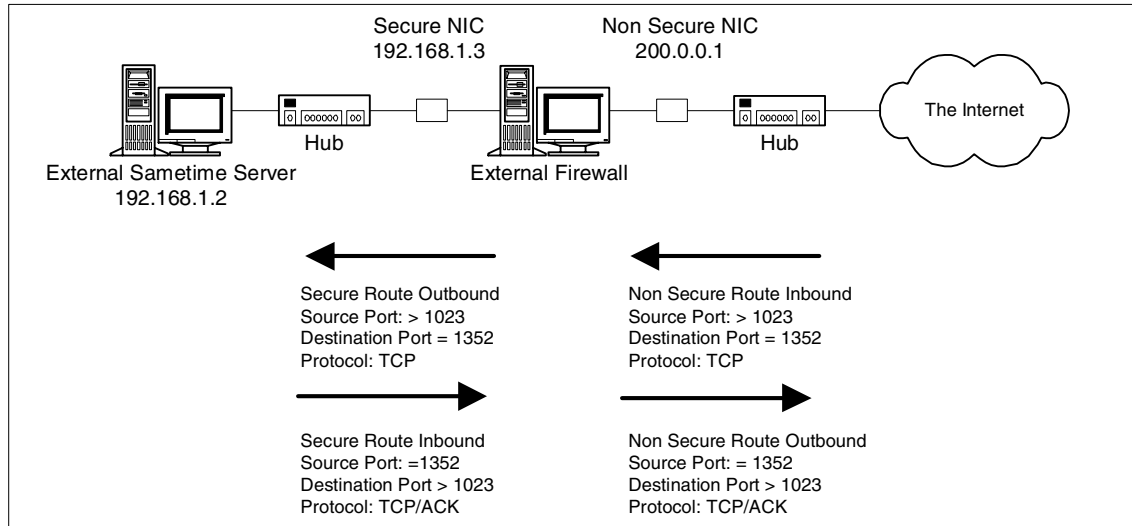 Secure NIC
192.168.1.3
Non Secure NIC
200.0.0.1
The Internet
Hub
Hub
External Sametime Server
192.168.1.2
External Firewall
Secure Route Outbound
Source Port: > 1023
Destination Port = 1352
Protocol: TCP
Non Secure Route Inbound
Source Port: > 1023
Destination Port = 1352
Protocol: TCP
Secure Route Inbound
Source Port: =1352
Destination Port > 1023
Protocol: TCP/ACK
Non Secure Route Outbound
Source Port: = 1352
Destination Port > 1023
Protocol: TCP/ACK